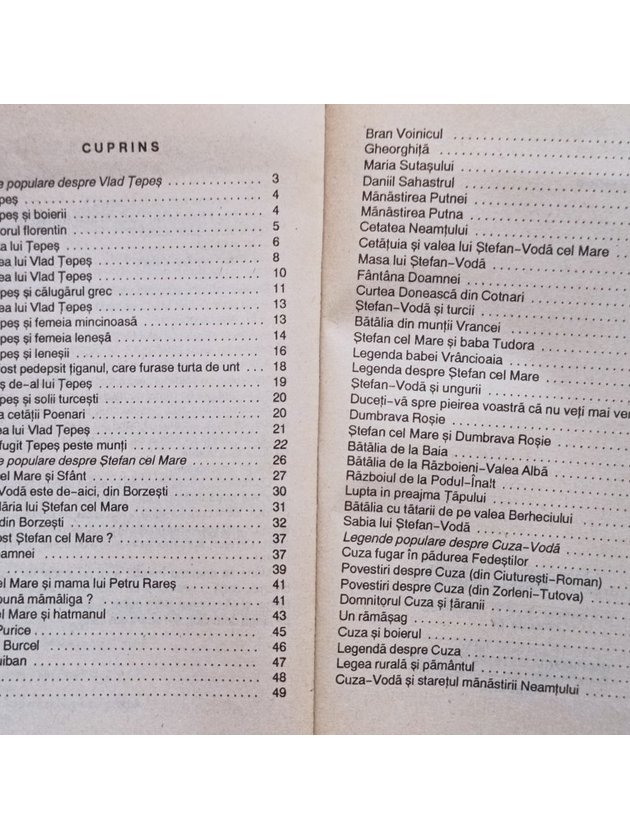 CUPRINS
e populare despre Vlad Țepeș . . . . . . . . . . . . . . 3
peș . . . . . . . . . . . . . . 4
peș și boierii . . . . . . . . . . . . . . 4
orul florentin . . . . . . . . . . . . . . 5
a lui Țepeș . . . . . . . . . . . . . . 6
ea lui Vlad Țepeș . . . . . . . . . . . . . . 8
ea lui Vlad Țepeș . . . . . . . . . . . . . . 10
epeș și călugărul grec . . . . . . . . . . . . . . 11
ea lui Vlad Țepeș . . . . . . . . . . . . . . 13
epeș și femeia mincinoasă . . . . . . . . . . . . . . 13
epeș și femeia leneșă . . . . . . . . . . . . . . 14
epeș și leneșii . . . . . . . . . . . . . . 16
ost pedepsit țiganul, care furase turta de unt . . 18
ș de-al lui Țepeș . . . . . . . . . . . . . . 19
epeș și solii turcești . . . . . . . . . . . . . . 20
a cetății Poenari . . . . . . . . . . . . . . 20
ea lui Vlad Țepeș . . . . . . . . . . . . . . 21
fugit Țepeș peste munți . . . . . . . . . . . . . . 22
e populare despre Ștefan cel Mare . . . . . . . . . . . . . . 26
el Mare și Sfânt . . . . . . . . . . . . . . 27
Vodă este de-aici, din Borzești . . . . . . . . . . . . . . 30
lăria lui Ștefan cel Mare . . . . . . . . . . . . . . 31
din Borzești . . . . . . . . . . . . . . 32
ost Ștefan cel Mare ? . . . . . . . . . . . . . . 37
oamnei . . . . . . . . . . . . . . 37
. . . . . . . . . . . . . . 39
el Mare și mama lui Petru Rareș . . . . . . . . . . . . . . 41
bună mămăliga ? . . . . . . . . . . . . . . 41
el Mare și hatmanul . . . . . . . . . . . . . . 43
Purice . . . . . . . . . . . . . . 45
Burcel . . . . . . . . . . . . . . 46
uiban . . . . . . . . . . . . . . 47
. . . . . . . . . . . . . . 48
. . . . . . . . . . . . . . 49
Bran Voinicul . . . . . . . . . . . . . .
Gheorghiță . . . . . . . . . . . . . .
Maria Sutașului . . . . . . . . . . . . . .
Daniil Sahastrul . . . . . . . . . . . . . .
Mănăstirea Putnei . . . . . . . . . . . . . .
Mănăstirea Putna . . . . . . . . . . . . . .
Cetatea Neamțului . . . . . . . . . . . . . .
Cetățuia și valea lui Ștefan-Vodă cel Mare . . . .
Masa lui Ștefan-Vodă . . . . . . . . . . . . . .
Fântâna Doamnei . . . . . . . . . . . . . .
Curtea Donească din Cotnari . . . . . . . . . . . . . .
Ștefan-Vodă și turcii . . . . . . . . . . . . . .
Bătălia din munții Vrancei . . . . . . . . . . . . . .
Ștefan cel Mare și baba Tudora . . . . . . . . . . . . . .
Legenda babei Vrâncioaia . . . . . . . . . . . . . .
Legenda despre Ștefan cel Mare . . . . . . . . . . . . . .
Ștefan-Vodă și ungurii . . . . . . . . . . . . . .
Duceți-vă spre pieirea voastră că nu veți mai ven
Dumbrava Roșie . . . . . . . . . . . . . .
Ștefan cel Mare și Dumbrava Roșie . . . . . . . . . .
Bătălia de la Baia . . . . . . . . . . . . . .
Bătălia de la Războieni-Valea Albă . . . . . . . . . .
Războiul de la Podul-Înalt . . . . . . . . . . . . . .
Lupta in preajma Țăpului . . . . . . . . . . . . . .
Bătălia cu tătarii de pe valea Berheciului . . . . . .
Sabia lui Ștefan-Vodă . . . . . . . . . . . . . .
Legende populare despre Cuza-Vodă . . . . . . . . . .
Cuza fugar în pădurea Fedeștilor . . . . . . . . . . . .
Povestiri despre Cuza (din Ciuturești-Roman) . . . .
Povestiri despre Cuza (din Zorleni-Tutova) . . . . . .
Domnitorul Cuza și țăranii . . . . . . . . . . . . . .
Un rămășag . . . . . . . . . . . . . .
Cuza și boierul . . . . . . . . . . . . . .
Legendă despre Cuza . . . . . . . . . . . . . .
Legea rurală și pământul . . . . . . . . . . . . . .
Cuza-Vodă și starețul mănăstirii Neamțului . . . . . .